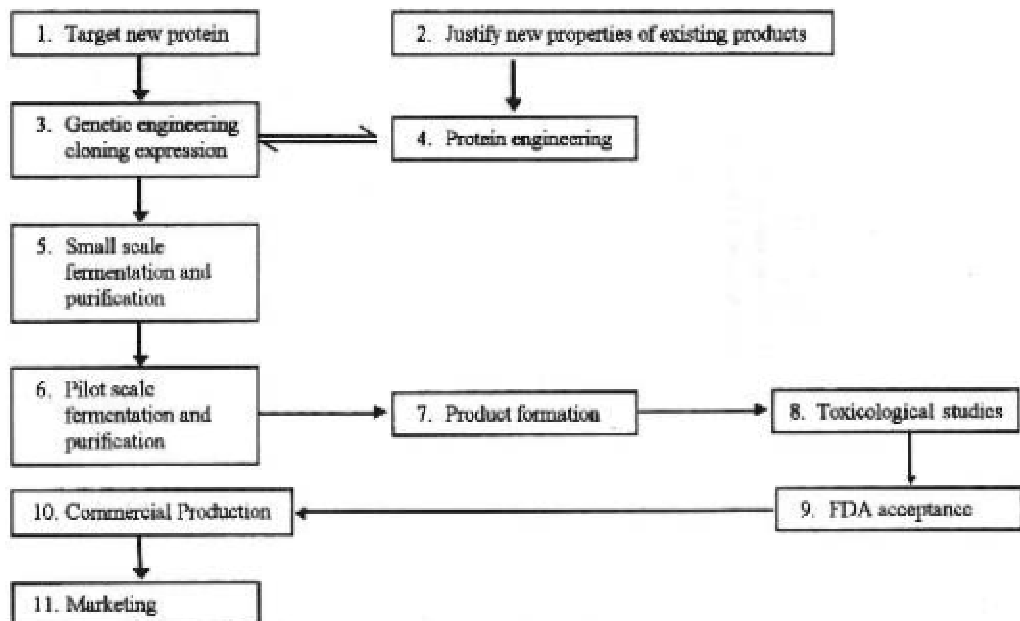 1. Target new protein
2. Justify new properties of existing products
3. Genetic engineering
cloning expression
4. Protein engineering
5. Small scale
fermentation and
purification
6. Pilot scale
fermentation and
purification
7. Product formation
8. Toxicological studies
9. FDA acceptance
10. Commercial Production
11. Marketing